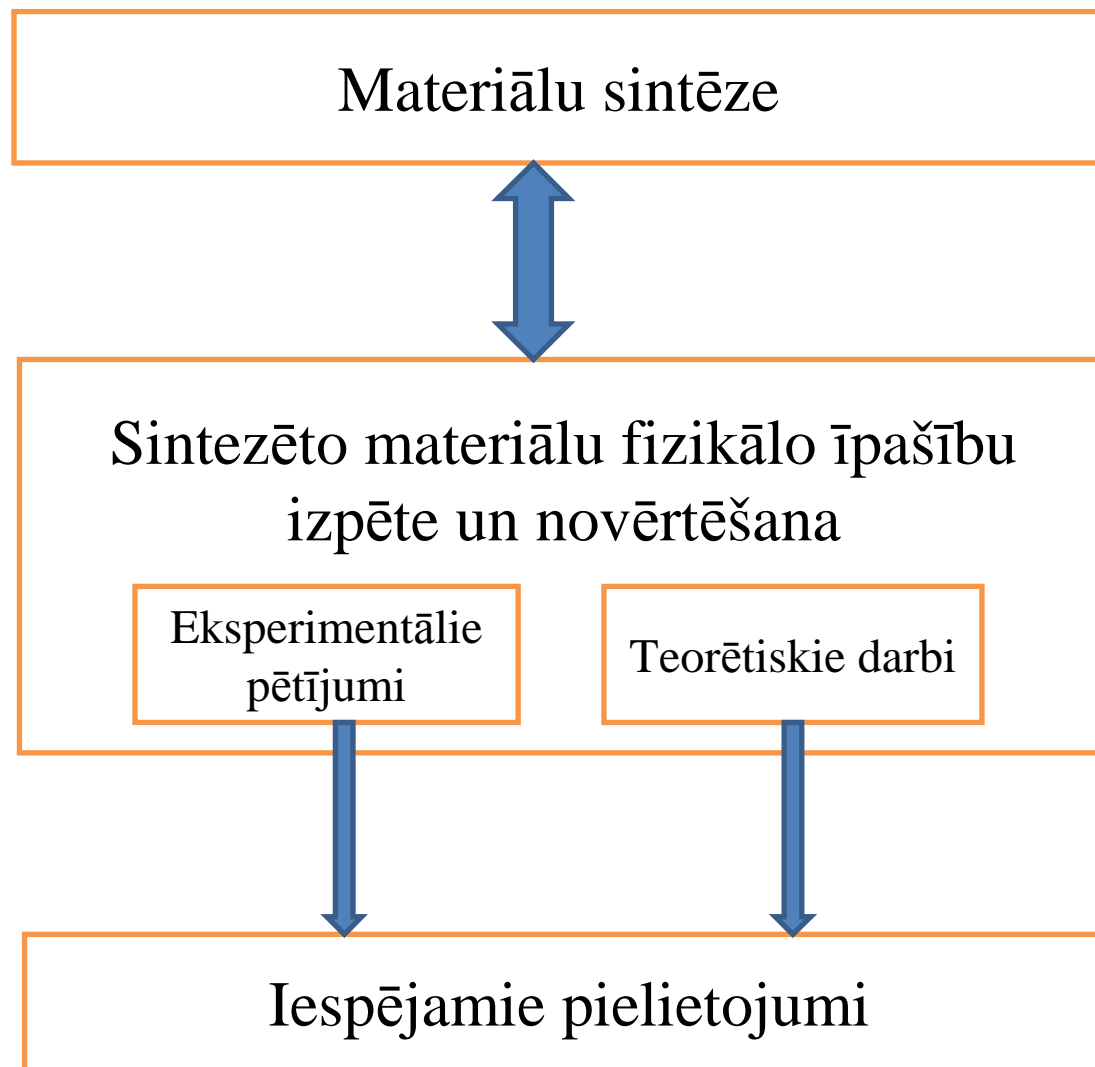 Materiālu sintēze
Sintezēto materiālu fizikālo īpašību
izpēte un novērtēšana
Eksperimentālie
pētījumi
Teorētiskie darbi
Iespējamie pielietojumi